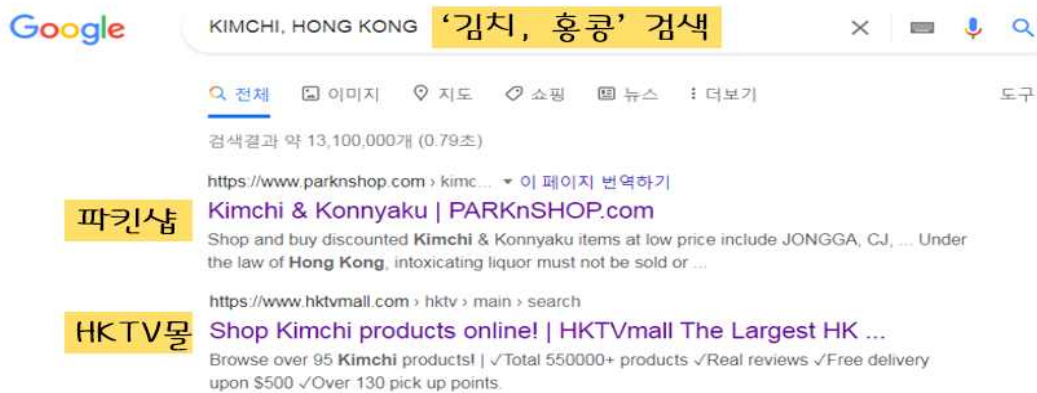 Google KIMCHI, HONG KONG '김치, 홍콩' 검색
전체 이미지 지도 쇼핑 뉴스 더보기 도구
검색결과 약 13,100,000개 (0.79초)
https://www.parknshop.com › kimc... ▾ 이 페이지 번역하기
파킨샵 Kimchi & Konnyaku | PARKnSHOP.com
Shop and buy discounted Kimchi & Konnyaku items at low price include JONGGA, CJ, ... Under
the law of Hong Kong, intoxicating liquor must not be sold or ...
https://www.hktvmall.com › hktv › main › search
HKTV몰 Shop Kimchi products online! | HKTVmall The Largest HK ...
Browse over 95 Kimchi products! | ✓Total 550000+ products ✓Real reviews ✓Free delivery
upon $500 ✓Over 130 pick up points.